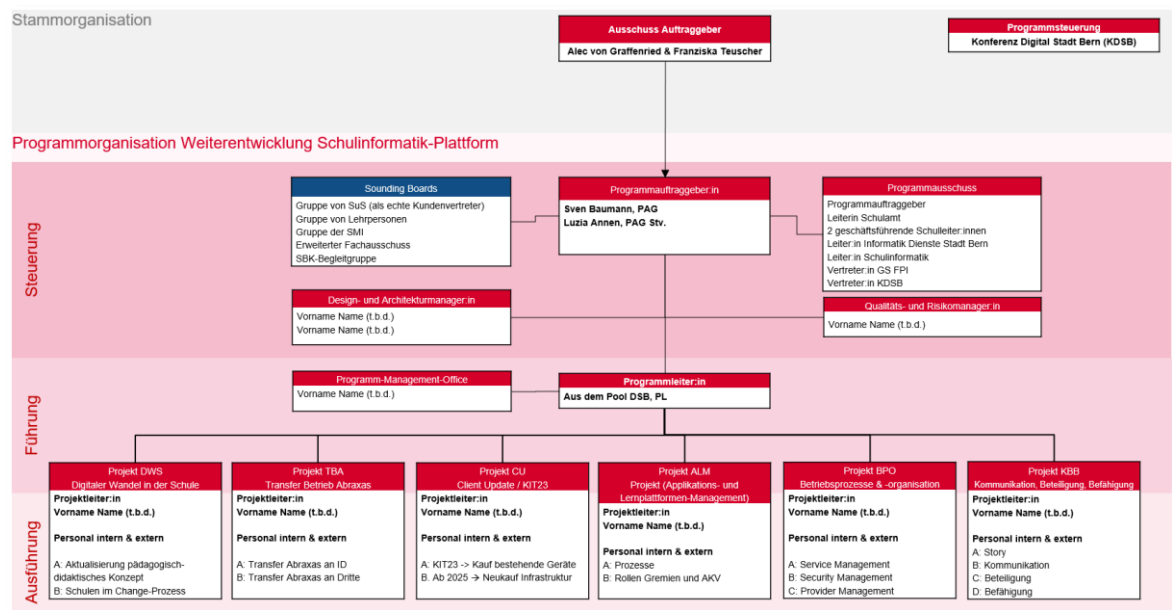 Stammorganisation
Ausschuss Auftraggeber
Alec von Graffenried & Franziska Teuscher
Programmsteuerung
Konferenz Digital Stadt Bern (KDSB)
Programmorganisation Weiterentwicklung Schulinformatik-Plattform
Steuerung
Sounding Boards
Gruppe von SuS (als echte Kundenvertreter)
Gruppe von Lehrpersonen
Gruppe der SMI
Erweiterter Fachausschuss
SBK-Begleitgruppe
Programmauftraggeber:in
Sven Baumann, PAG
Luzia Annen, PAG Stv.
Programmausschuss
Programmauftraggeber
Leiterin Schulamt
2 geschäftsführende Schulleiter:innen
Leiter:in Informatik Dienste Stadt Bern
Leiter:in Schulinformatik
Vertreter:in GS FPI
Vertreter:in KDSB
Design- und Architekturmanager:in
Vorname Name (t.b.d.)
Vorname Name (t.b.d.)
Qualitäts- und Risikomanager:in
Vorname Name (t.b.d.)
Führung
Programm-Management-Office
Vorname Name (t.b.d.)
Programmleiter:in
Aus dem Pool DSB, PL
Ausführung
Projekt DWS
Digitaler Wandel in der Schule
Projektleiter:in
Vorname Name (t.b.d.)
Personal intern & extern
A: Aktualisierung pädagogisch-
didaktisches Konzept
B: Schulen im Change-Prozess
Projekt TBA
Transfer Betrieb Abraxas
Projektleiter:in
Vorname Name (t.b.d.)
Personal intern & extern
A: Transfer Abraxas an ID
B: Transfer Abraxas an Dritte
Projekt CU
Client Update / KIT23
Projektleiter:in
Vorname Name (t.b.d.)
Personal intern & extern
A: KIT23 -> Kauf bestehende Geräte
B. Ab 2025 → Neukauf Infrastruktur
Projekt ALM
Projekt (Applikations- und
Lernplattformen-Management)
Projektleiter:in
Vorname Name (t.b.d.)
Personal intern & extern
A: Prozesse
B: Rollen Gremien und AKV
Projekt BPO
Betriebsprozesse & -organisation
Projektleiter:in
Vorname Name (t.b.d.)
Personal intern & extern
A: Service Management
B: Security Management
C: Provider Management
Projekt KBB
Kommunikation, Beteiligung, Befähigung
Projektleiter:in
Vorname Name (t.b.d.)
Personal intern & extern
A: Story
B: Kommunikation
C: Beteiligung
D: Befähigung